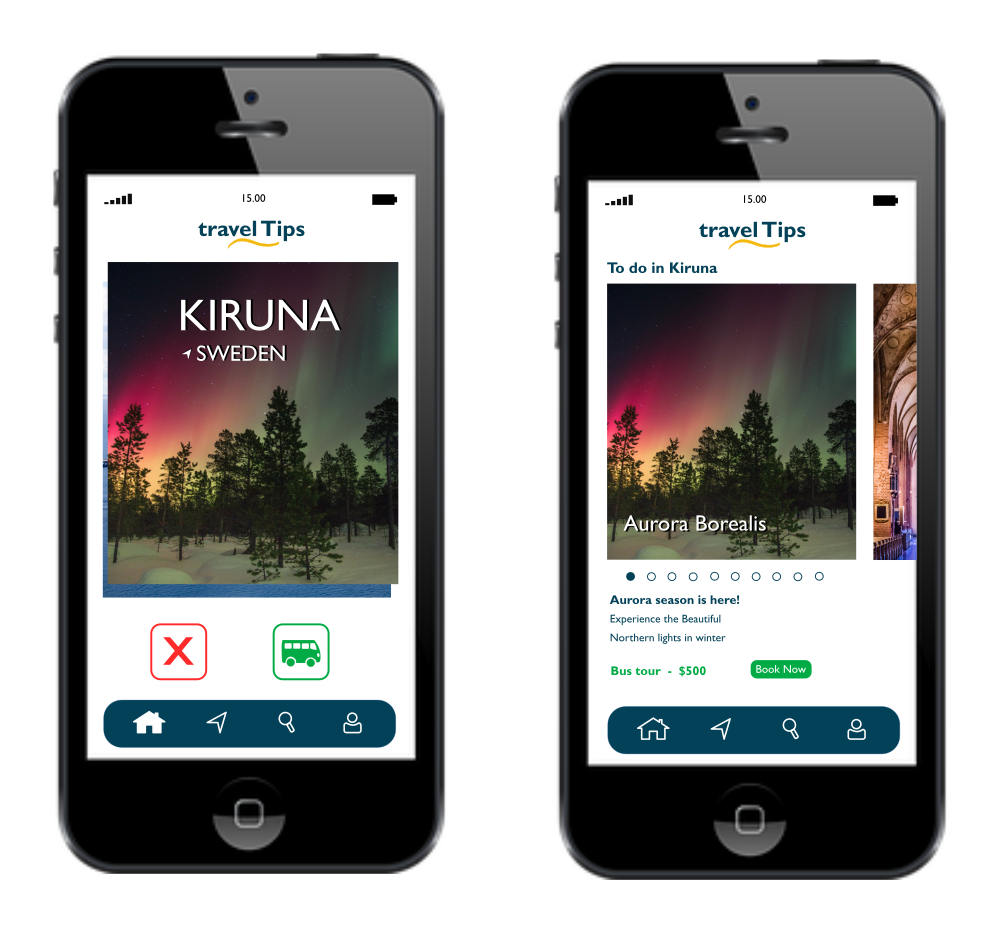 15.00
travel Tips
KIRUNA
SWEDEN
X
15.00
travel Tips
To do in Kiruna
Aurora Borealis
Aurora season is here!
Experience the Beautiful
Northern lights in winter
Bus tour - $500
Book Now